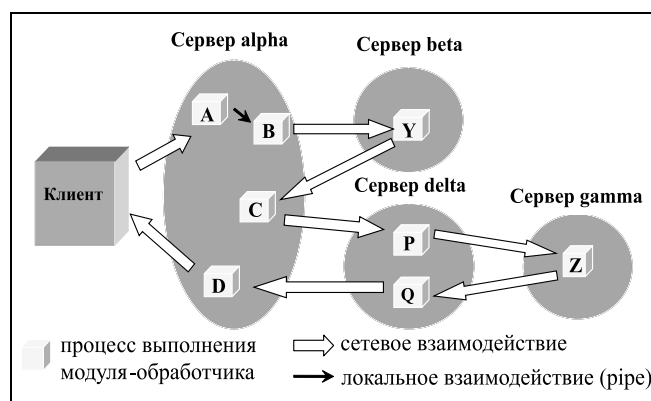 Сервер alpha
Сервер beta
A
B
Y
Клиент
Сервер delta
Сервер gamma
C
P
Z
D
Q
процесс выполнения
модуля-обработчика
сетевое взаимодействие
локальное взаимодействие (pipe)